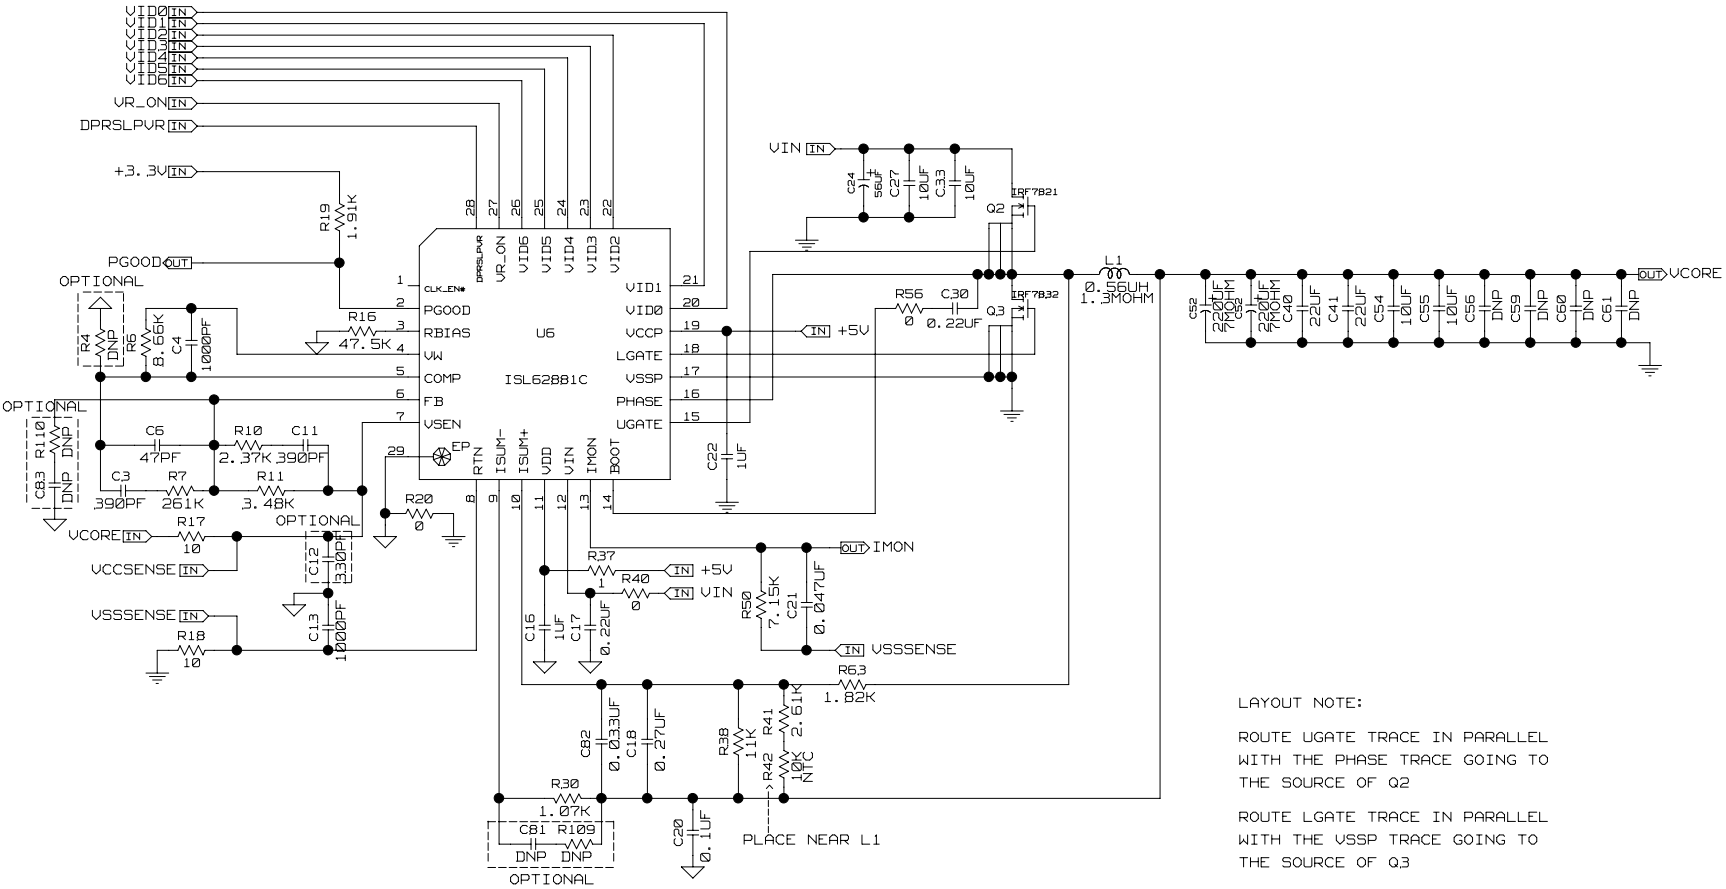 VID0 IN
VID1 IN
VID2 IN
VID3 IN
VID4 IN
VID5 IN
VID6 IN
VR_ON IN
DPRSLPVR IN
+3.3V IN
R19
1.91K
PGOOD OUT
OPTIONAL
R4
DNP
R6
8.66K
C4
1000PF
R16
47.5K
28
27
26
25
24
23
22
DPRSLPVR
VR_ON
VID6
VID5
VID4
VID3
VID2
1
CLK_EN#
2
PGOOD
3
RBIAS
4
VW
5
COMP
6
FB
7
VSEN
29
EP
U6
ISL62881C
VID1
21
VID0
20
VCCP
19
LGATE
18
VSSP
17
PHASE
16
UGATE
15
RTN
ISUM-
ISUM+
VDD
VIN
IMON
BOOT
8
9
10
11
12
13
14
VIN IN
C24
56UF
+
C27
10UF
C33
10UF
IRF7821
Q2
IRF7832
Q3
R56
0
C30
0.22UF
IN +5V
C22
1UF
L1
0.56UH
1.3MOHM
OUT VCORE
C52
220UF
7MOHM
+
C52
220UF
7MOHM
+
C40
22UF
C41
22UF
C54
10UF
C55
10UF
C56
DNP
C59
DNP
C60
DNP
C61
DNP
OPTIONAL
R110
DNP
C83
DNP
C6
47PF
R10
2.37K
C11
390PF
C3
390PF
R7
261K
R11
3.48K
R17
10
VCORE IN
VCCSENSE IN
OPTIONAL
C12
330PF
C13
1000PF
VSSSENSE IN
R18
10
R20
0
OUT IMON
R37
1
IN +5V
R40
0
IN VIN
C16
1UF
C17
0.22UF
R50
7.15K
C21
0.047UF
IN VSSSENSE
R63
1.82K
C82
0.033UF
C18
0.27UF
R38
11K
R41
2.61K
R42
10K
NTC
R30
1.07K
C81
DNP
R109
DNP
OPTIONAL
C20
0.1UF
PLACE NEAR L1
LAYOUT NOTE:
ROUTE UGATE TRACE IN PARALLEL
WITH THE PHASE TRACE GOING TO
THE SOURCE OF Q2
ROUTE LGATE TRACE IN PARALLEL
WITH THE VSSP TRACE GOING TO
THE SOURCE OF Q3